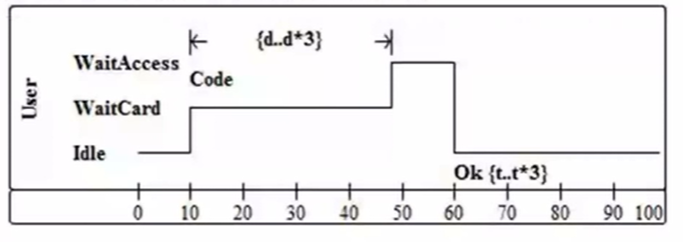 {d..d*3}
WaitAccess
Code
WaitCard
User
Idle
Ok {t..t*3}
0 10 20 30 40 50 60 70 80 90 100